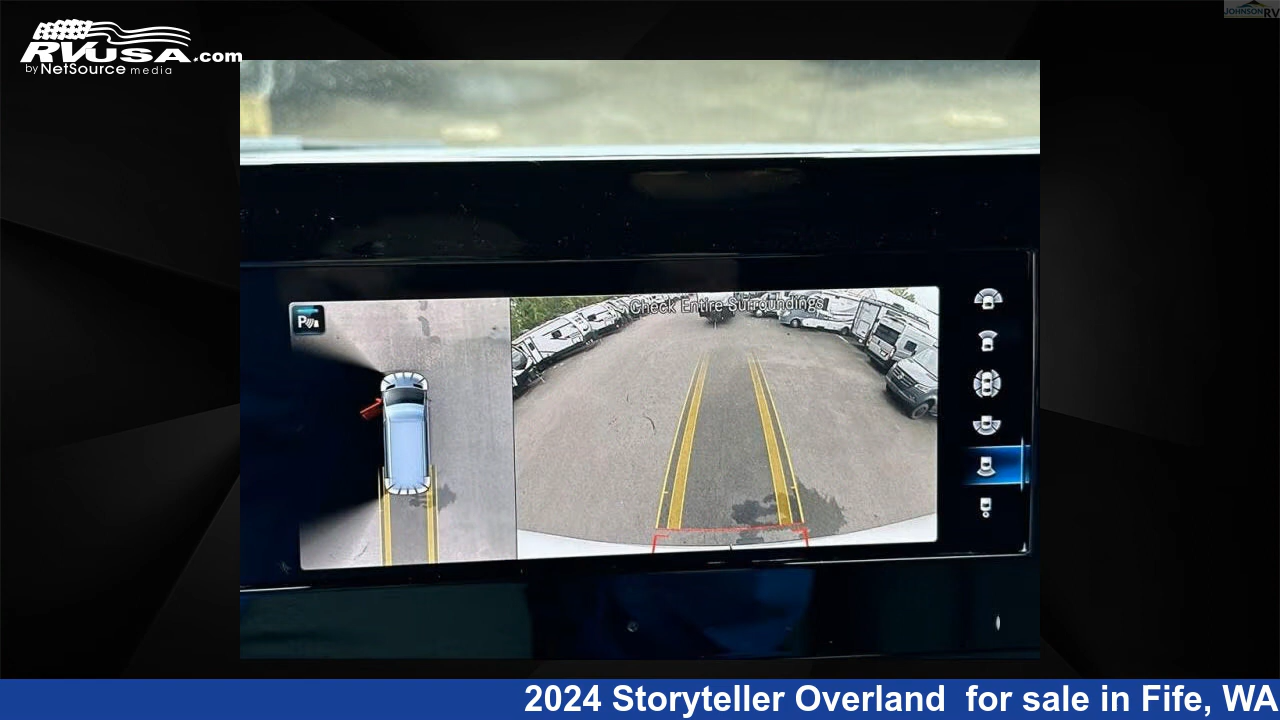 JOHNSON RV
RVUSA.com
by NetSource media
Check Entire Surroundings
P
2024 Storyteller Overland for sale in Fife, WA